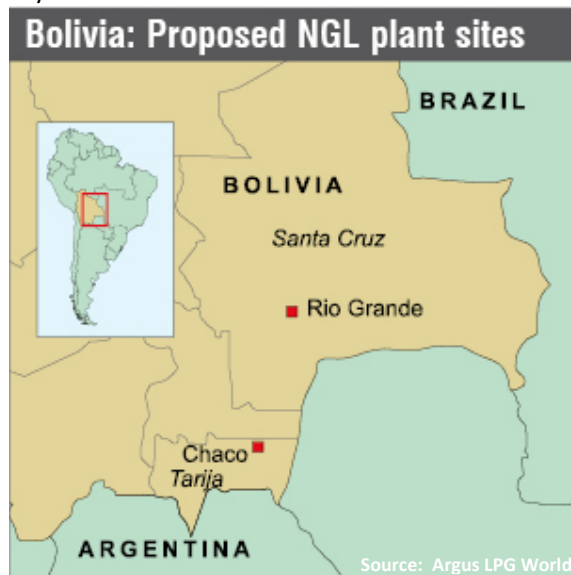 Bolivia: Proposed NGL plant sites
BRAZIL
BOLIVIA
Santa Cruz
Rio Grande
Chaco
Tarija
ARGENTINA
Source: Argus LPG World